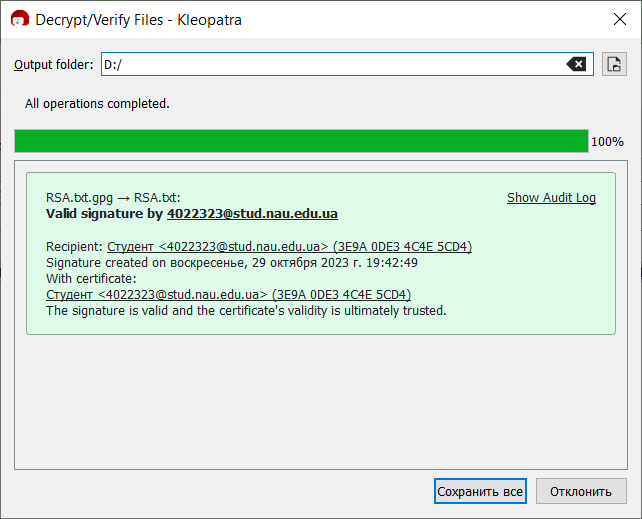 Decrypt/Verify Files - Kleopatra
Output folder: D:/
All operations completed.
100%
RSA.txt.gpg → RSA.txt:
Show Audit Log
Valid signature by 4022323@stud.nau.edu.ua
Recipient: Студент <4022323@stud.nau.edu.ua> (3E9A 0DE3 4C4E 5CD4)
Signature created on воскресенье, 29 октября 2023 г. 19:42:49
With certificate:
Студент <4022323@stud.nau.edu.ua> (3E9A 0DE3 4C4E 5CD4)
The signature is valid and the certificate's validity is ultimately trusted.
Сохранить все
Отклонить